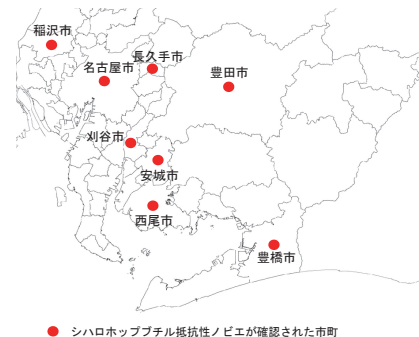 稲沢市
長久手市
名古屋市
豊田市
刈谷市
安城市
西尾市
豊橋市
シハロホップブチル抵抗性ノビエが確認された市町